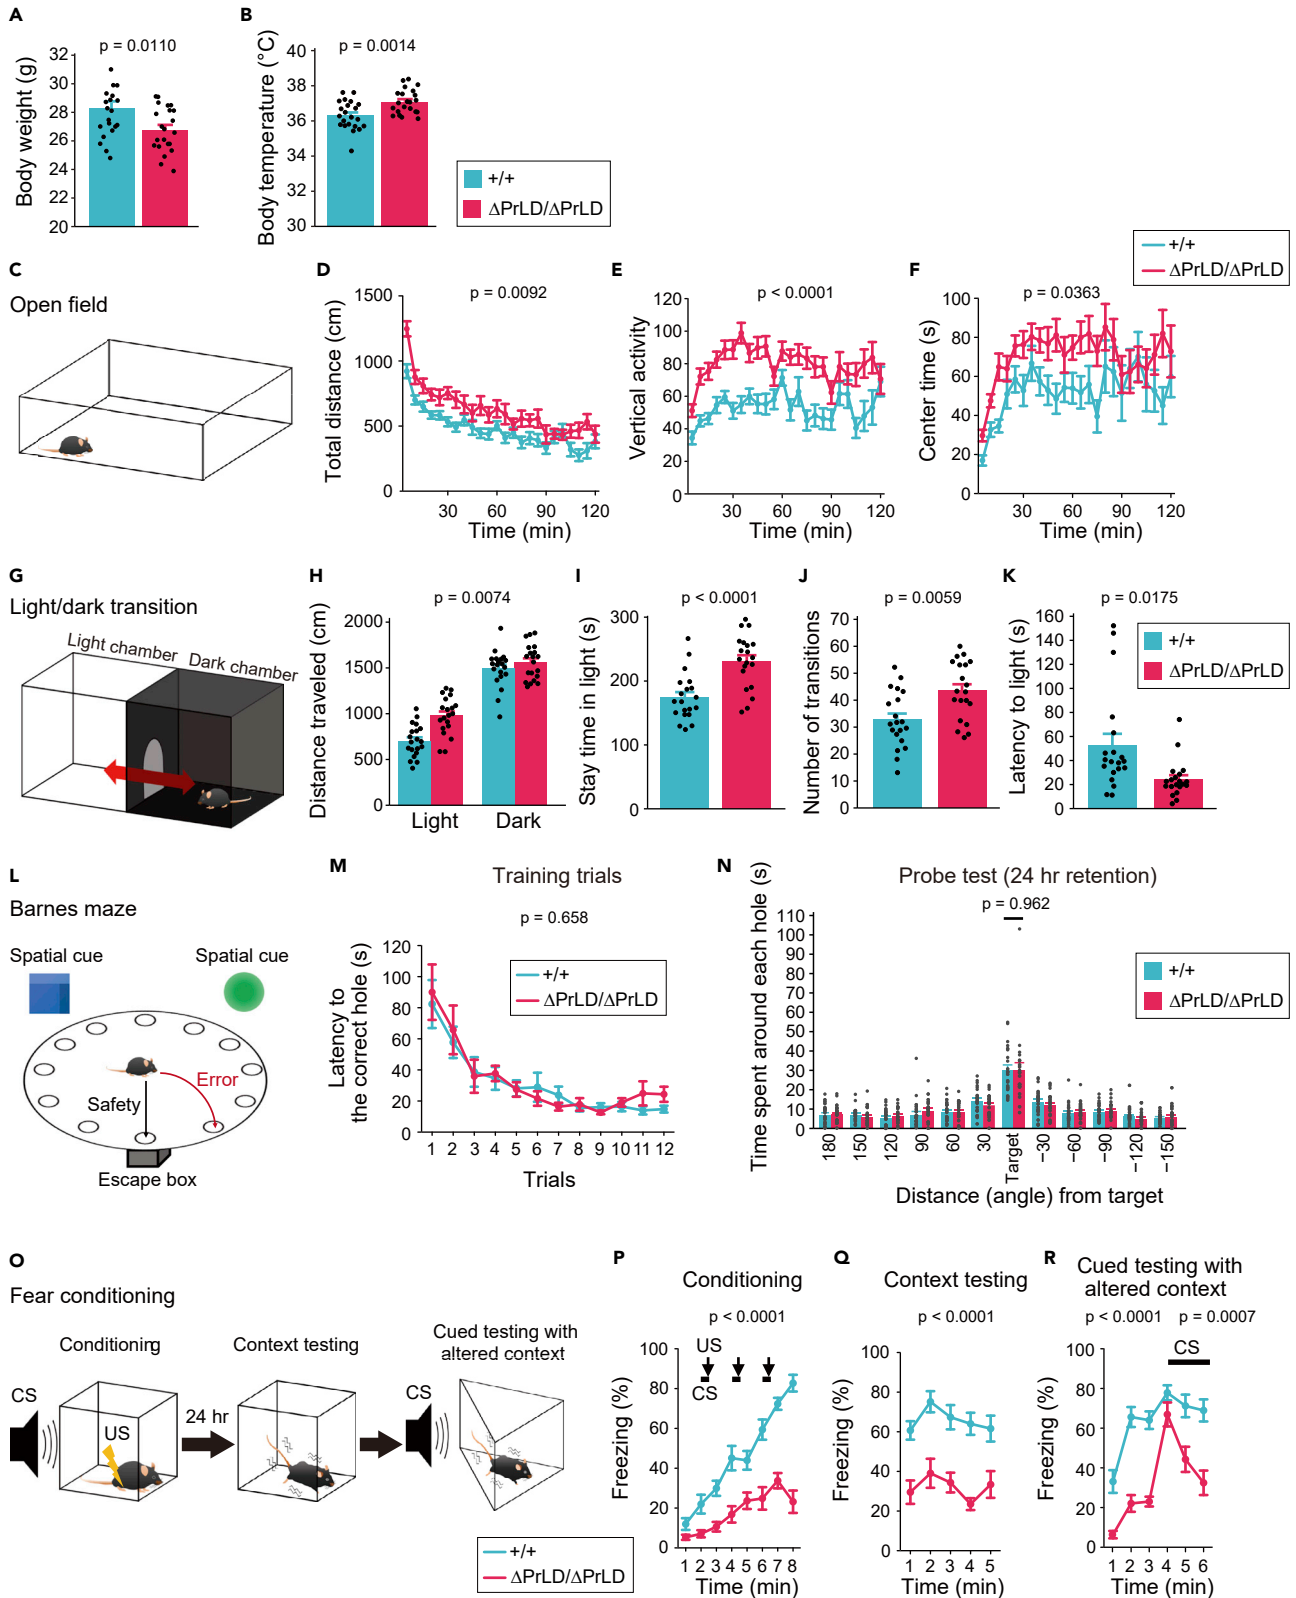 A
p = 0.0110
Body weight (g)
32
30
28
26
24
22
20
B
p = 0.0014
Body temperature (°C)
40
38
36
34
32
30
+/+
ΔPrLD/ΔPrLD
+/+
ΔPrLD/ΔPrLD
C
Open field
D
p = 0.0092
Total distance (cm)
1500
1000
500
0
30 60 90 120
Time (min)
E
p < 0.0001
Vertical activity
120
100
80
60
40
20
0
30 60 90 120
Time (min)
F
p = 0.0363
Center time (s)
100
80
60
40
20
0
30 60 90 120
Time (min)
G
Light/dark transition
Light chamber
Dark chamber
H
p = 0.0074
Distance traveled (cm)
2000
1500
1000
500
0
Light Dark
I
p < 0.0001
Stay time in light (s)
300
200
100
0
J
p = 0.0059
Number of transitions
70
60
50
40
30
20
10
0
K
p = 0.0175
Latency to light (s)
160
140
120
100
80
60
40
20
0
+/+
ΔPrLD/ΔPrLD
L
Barnes maze
Spatial cue
Spatial cue
Error
Safety
Escape box
M
Training trials
p = 0.658
Latency to
the correct hole (s)
120
100
80
60
40
20
0
+/+
ΔPrLD/ΔPrLD
1 2 3 4 5 6 7 8 9 10 11 12
Trials
N
Probe test (24 hr retention)
p = 0.962
Time spent around each hole (s)
110
100
90
80
70
60
50
40
30
20
10
0
+/+
ΔPrLD/ΔPrLD
180 150 120 90 60 30 Target −30 −60 −90 −120 −150
Distance (angle) from target
O
Fear conditioning
Conditioning
Context testing
Cued testing with
altered context
CS
US
24 hr
CS
+/+
ΔPrLD/ΔPrLD
P
Conditioning
p < 0.0001
US
CS
Freezing (%)
100
80
60
40
20
0
1 2 3 4 5 6 7 8
Time (min)
Q
Context testing
p < 0.0001
Freezing (%)
100
80
60
40
20
0
1 2 3 4 5
Time (min)
R
Cued testing with
altered context
p < 0.0001 p = 0.0007
CS
Freezing (%)
100
80
60
40
20
0
1 2 3 4 5 6
Time (min)